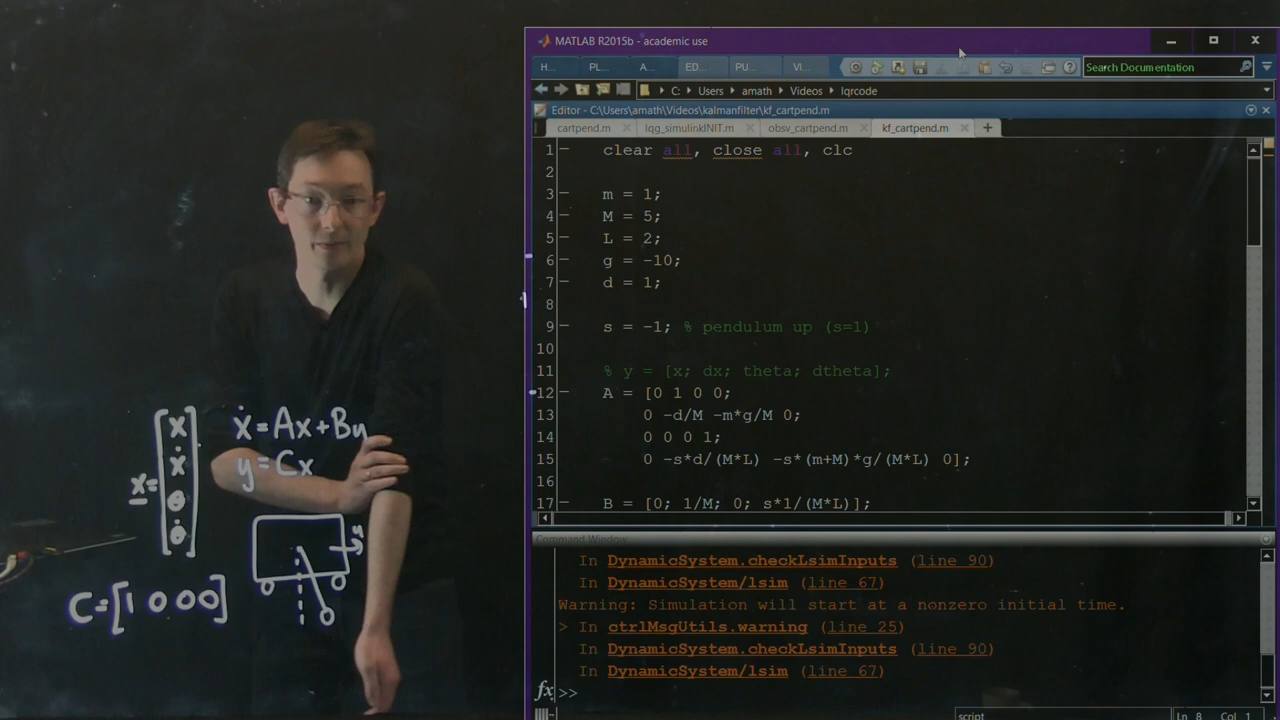 ẋ = Ax + Bu
y = Cx
x = [x ẋ θ θ̇]
u
C = [1 0 0 0]
MATLAB R2015b - academic use
H... PL... A... ED... PU... VI...
Search Documentation
C: Users amath Videos lqrcode
Editor - C:\Users\amath\Videos\kalmanfilter\kf_cartpend.m
cartpend.m lqg_simulinkINIT.m obsv_cartpend.m kf_cartpend.m
1 clear all, close all, clc
2
3 m = 1;
4 M = 5;
5 L = 2;
6 g = -10;
7 d = 1;
8
9 s = -1; % pendulum up (s=1)
10
11 % y = [x; dx; theta; dtheta];
12 A = [0 1 0 0;
13 0 -d/M -m*g/M 0;
14 0 0 0 1;
15 0 -s*d/(M*L) -s*(m+M)*g/(M*L) 0];
16
17 B = [0; 1/M; 0; s*1/(M*L)];
Command Window
In DynamicSystem.checkLsimInputs (line 90)
In DynamicSystem/lsim (line 67)
Warning: Simulation will start at a nonzero initial time.
> In ctrlMsgUtils.warning (line 25)
In DynamicSystem.checkLsimInputs (line 90)
In DynamicSystem/lsim (line 67)
fx >>
script Ln 8 Col 1